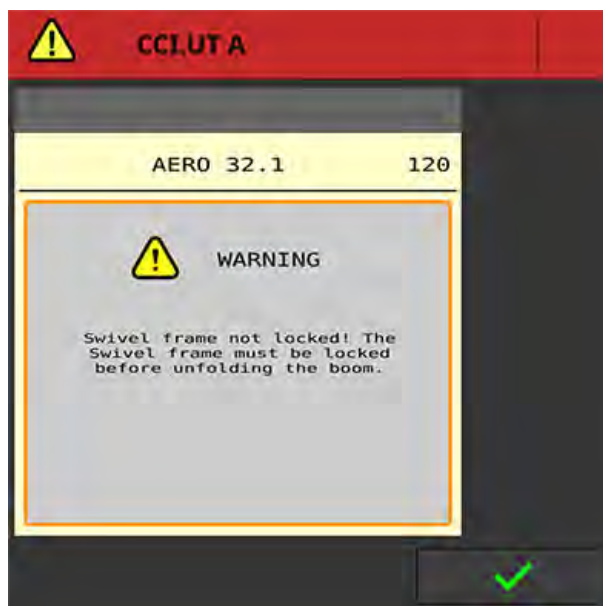 CCI.UT A
AERO 32.1 120
WARNING
Swivel frame not locked! The
Swivel frame must be locked
before unfolding the boom.